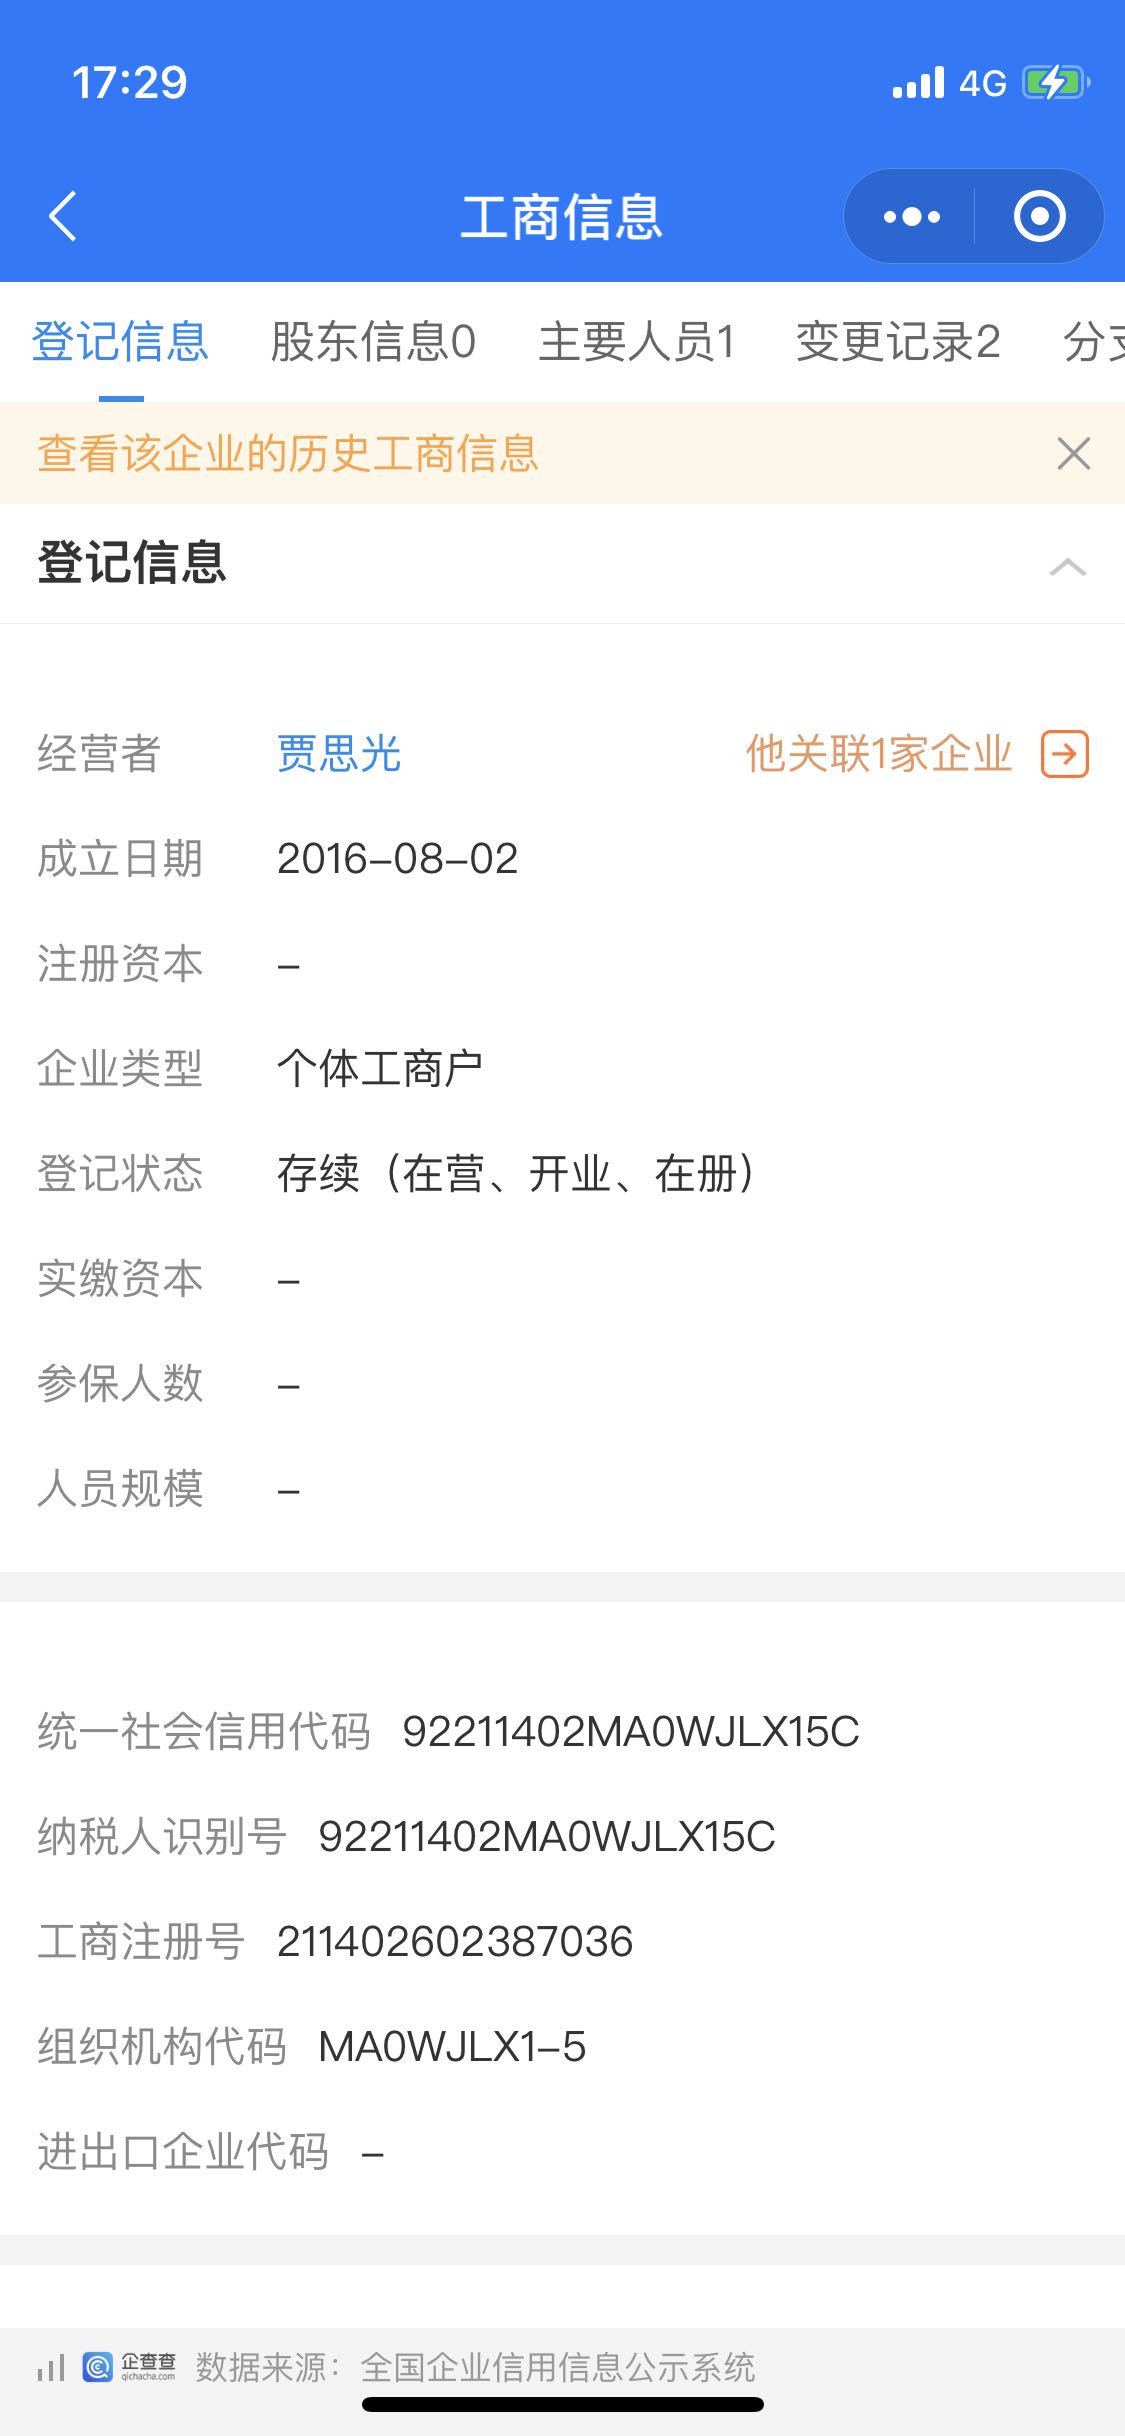 17:29
4G
工商信息
登记信息 股东信息0 主要人员1 变更记录2 分支
查看该企业的历史工商信息
登记信息
经营者 贾思光 他关联1家企业
成立日期 2016-08-02
注册资本 -
企业类型 个体工商户
登记状态 存续（在营、开业、在册）
实缴资本 -
参保人数 -
人员规模 -
统一社会信用代码 92211402MA0WJLX15C
纳税人识别号 92211402MA0WJLX15C
工商注册号 211402602387036
组织机构代码 MA0WJLX1-5
进出口企业代码 -
企查查 qichacha.com 数据来源：全国企业信用信息公示系统